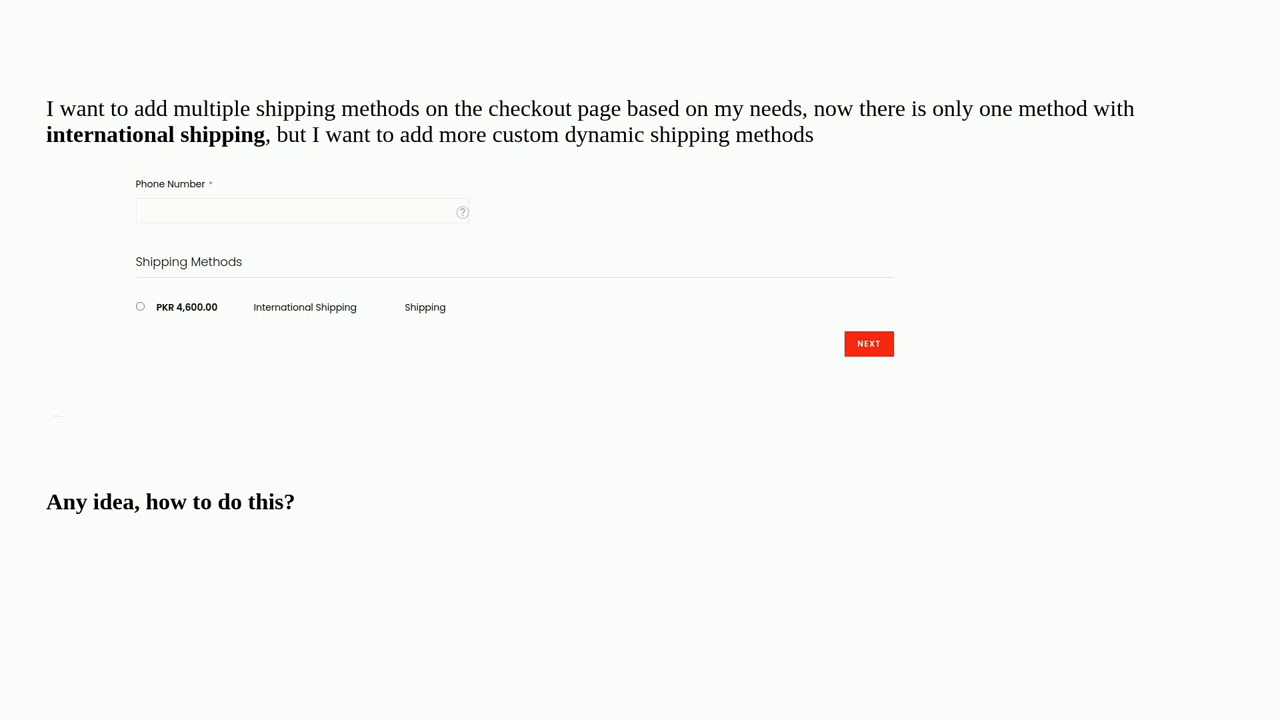 I want to add multiple shipping methods on the checkout page based on my needs, now there is only one method with
international shipping, but I want to add more custom dynamic shipping methods
Phone Number *
?
Shipping Methods
PKR 4,600.00 International Shipping Shipping
NEXT
Any idea, how to do this?